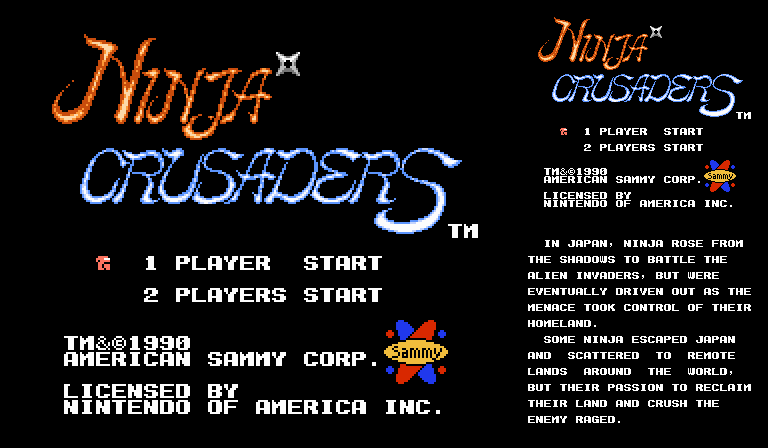 NINJA
CRUSADERS
TM
1 PLAYER START
2 PLAYERS START
TM&©1990
AMERICAN SAMMY CORP.
Sammy
LICENSED BY
NINTENDO OF AMERICA INC.
NINJA
CRUSADERS
TM
1 PLAYER START
2 PLAYERS START
TM&©1990
AMERICAN SAMMY CORP.
Sammy
LICENSED BY
NINTENDO OF AMERICA INC.
IN JAPAN, NINJA ROSE FROM
THE SHADOWS TO BATTLE THE
ALIEN INVADERS, BUT WERE
EVENTUALLY DRIVEN OUT AS THE
MENACE TOOK CONTROL OF THEIR
HOMELAND.
SOME NINJA ESCAPED JAPAN
AND SCATTERED TO REMOTE
LANDS AROUND THE WORLD,
BUT THEIR PASSION TO RECLAIM
THEIR LAND AND CRUSH THE
ENEMY RAGED.